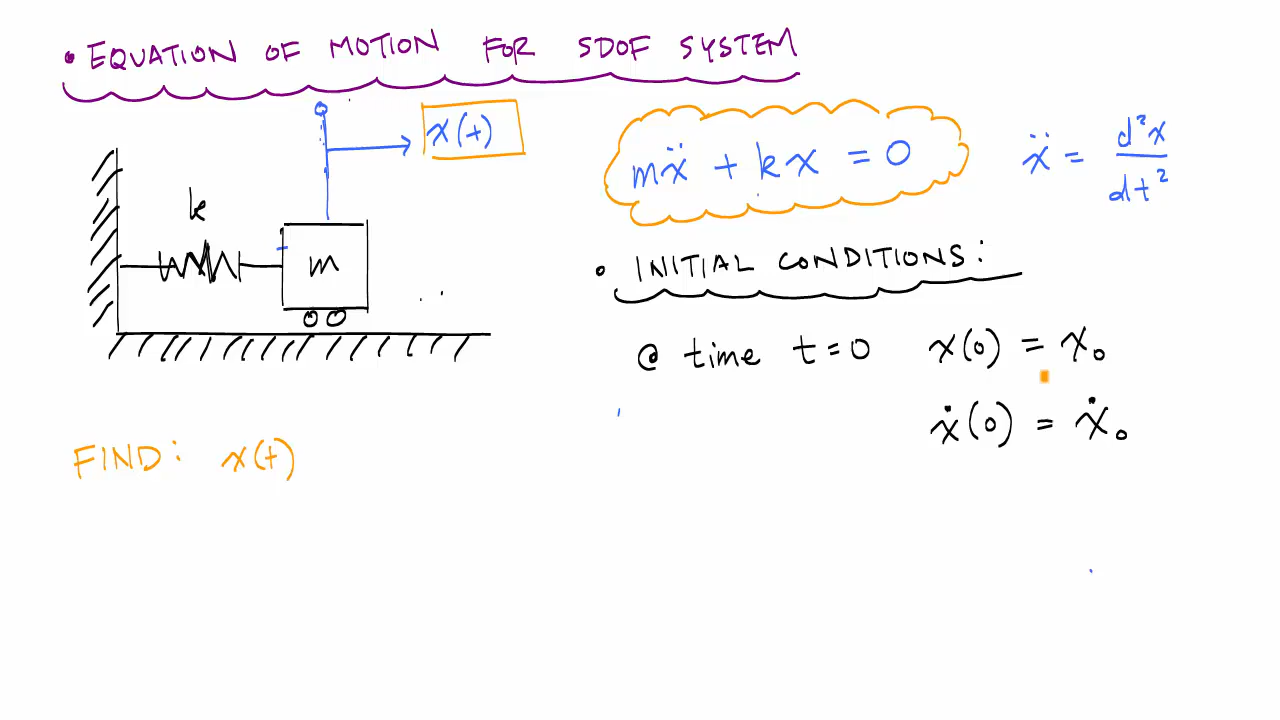 • EQUATION OF MOTION FOR SDOF SYSTEM
x(t)
k
m
mẍ + kx = 0
ẍ = d²x/dt²
• INITIAL CONDITIONS:
@ time t=0 x(0) = x₀
ẋ(0) = ẋ₀
FIND: x(t)